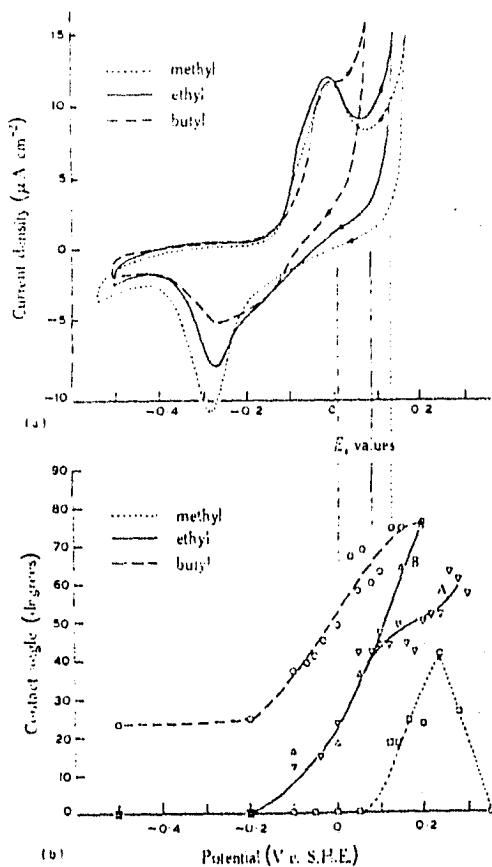 15
10
5
0
−5
−10
Current density (μA cm⁻²)
methyl
ethyl
butyl
−0.4 −0.2 0 0.2
(a)
E values
90
80
70
60
50
40
30
20
10
0
Contact angle (degrees)
methyl
ethyl
butyl
B
A
−0.4 −0.2 0 0.2
(b) Potential (V v. S.H.E.)